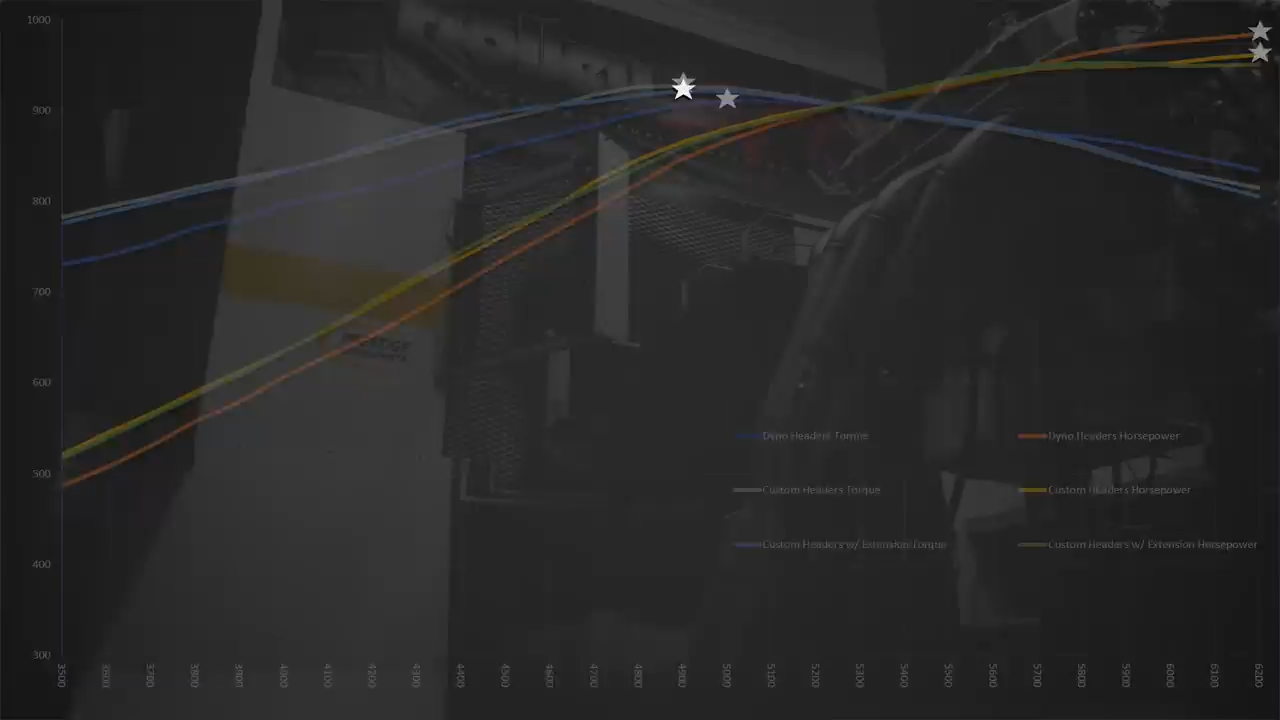 1000
900
800
700
600
500
400
300
3500 3600 3700 3800 3900 4000 4100 4200 4300 4400 4500 4600 4700 4800 4900 5000 5100 5200 5300 5400 5500 5600 5700 5800 5900 6000 6100 6200
Dyno Headers Torque Dyno Headers Horsepower
Custom Headers Torque Custom Headers Horsepower
Custom Headers w/ Extension Torque Custom Headers w/ Extension Horsepower